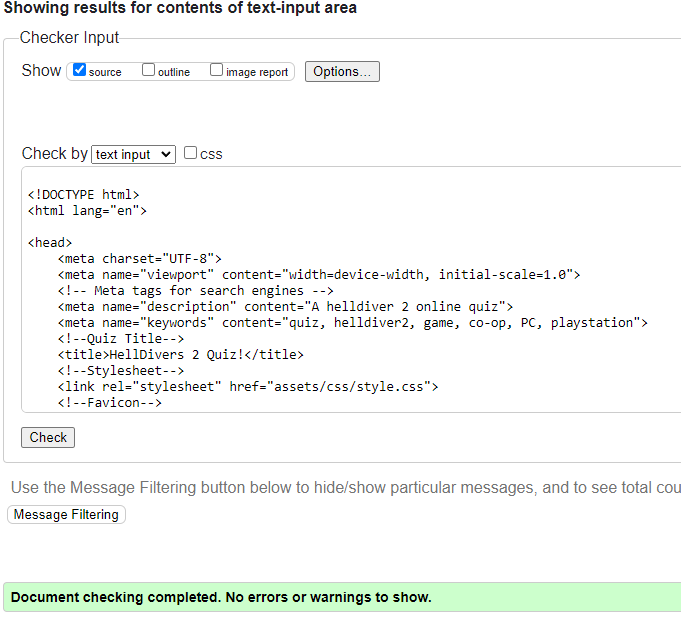 Showing results for contents of text-input area
Checker Input
Show source outline image report Options...
Check by text input css
<!DOCTYPE html>
<html lang="en">
<head>
<meta charset="UTF-8">
<meta name="viewport" content="width=device-width, initial-scale=1.0">
<!-- Meta tags for search engines -->
<meta name="description" content="A helldiver 2 online quiz">
<meta name="keywords" content="quiz, helldiver2, game, co-op, PC, playstation">
<!--Quiz Title-->
<title>HellDivers 2 Quiz!</title>
<!--Stylesheet-->
<link rel="stylesheet" href="assets/css/style.css">
<!--Favicon-->
Check
Use the Message Filtering button below to hide/show particular messages, and to see total cou
Message Filtering
Document checking completed. No errors or warnings to show.